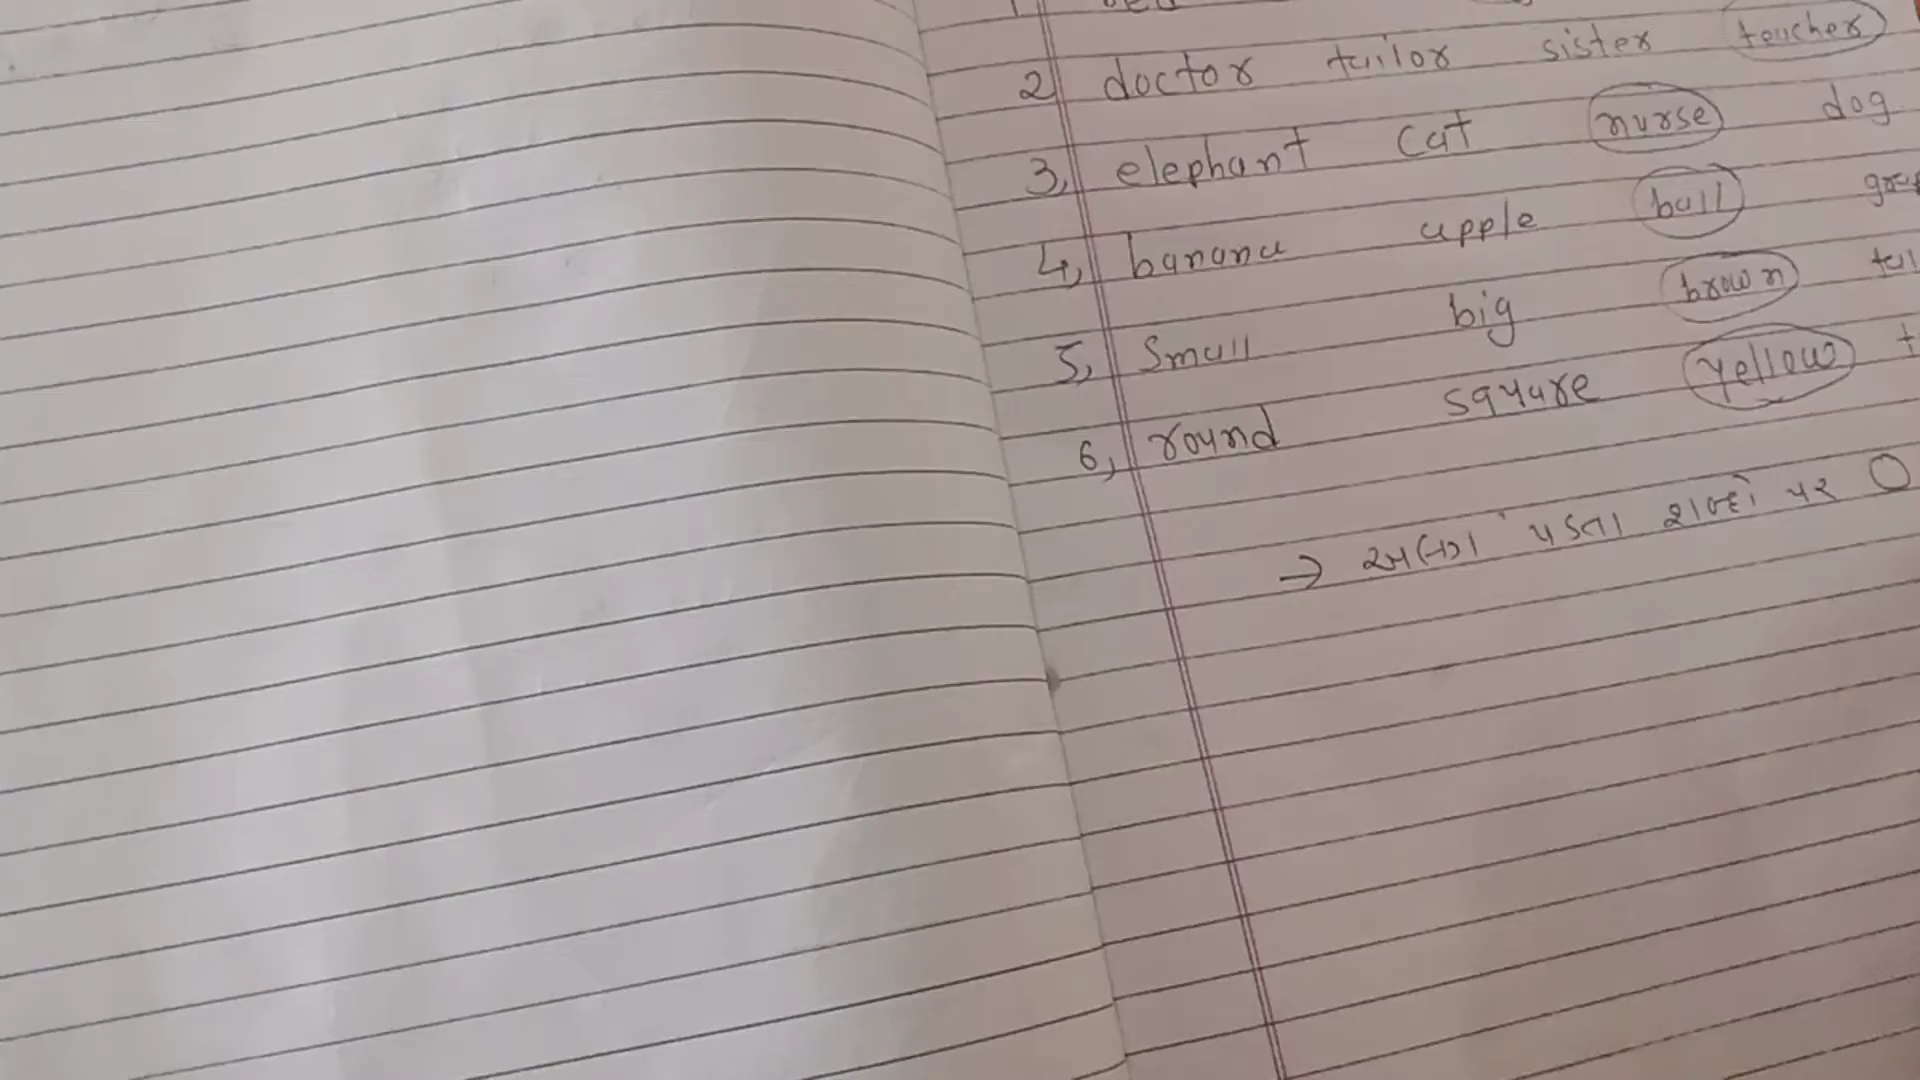 2, doctor tailor sister teacher
3, elephant cat nurse dog
4, banana apple ball
5, small big brown
6, round square yellow
→ પડતા શબ્દો પર ○